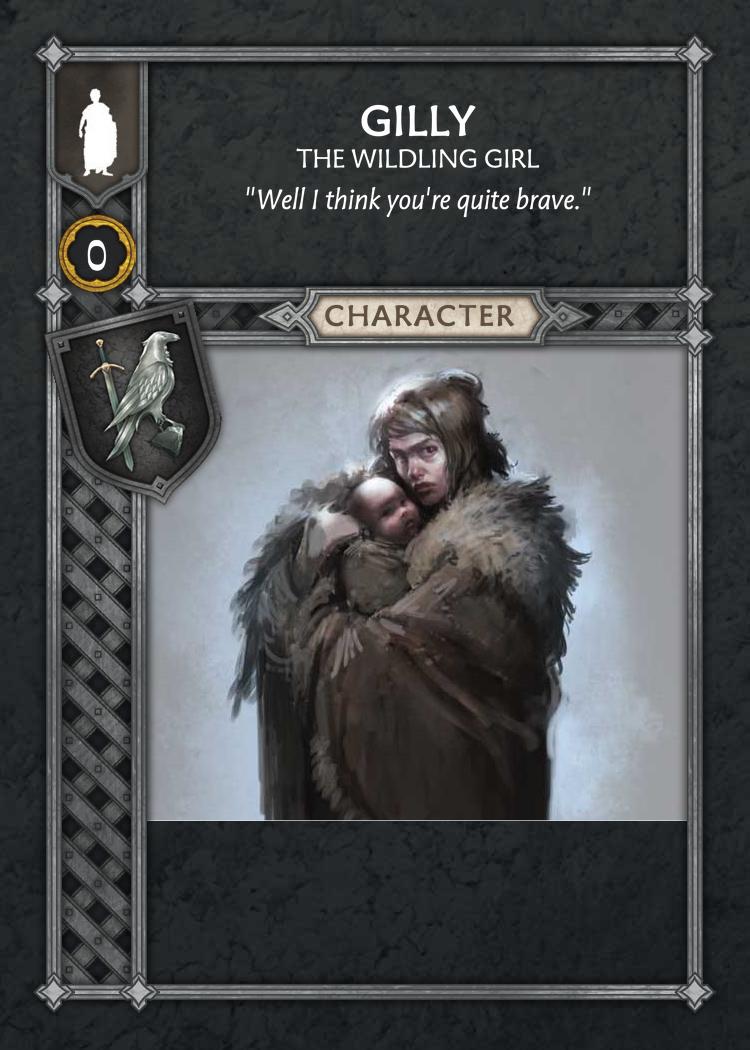 GILLY
THE WILDLING GIRL
"Well I think you're quite brave."
0
CHARACTER